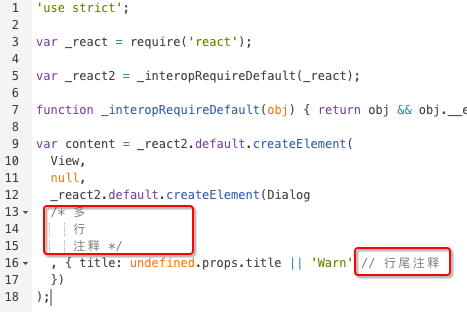 1 'use strict';
2
3 var _react = require('react');
4
5 var _react2 = _interopRequireDefault(_react);
6
7 function _interopRequireDefault(obj) { return obj && obj.__e
8
9 var content = _react2.default.createElement(
10 View,
11 null,
12 _react2.default.createElement(Dialog
13 /* 多
14 行
15 注释 */
16 , { title: undefined.props.title || 'Warn' // 行尾注释
17 })
18 );